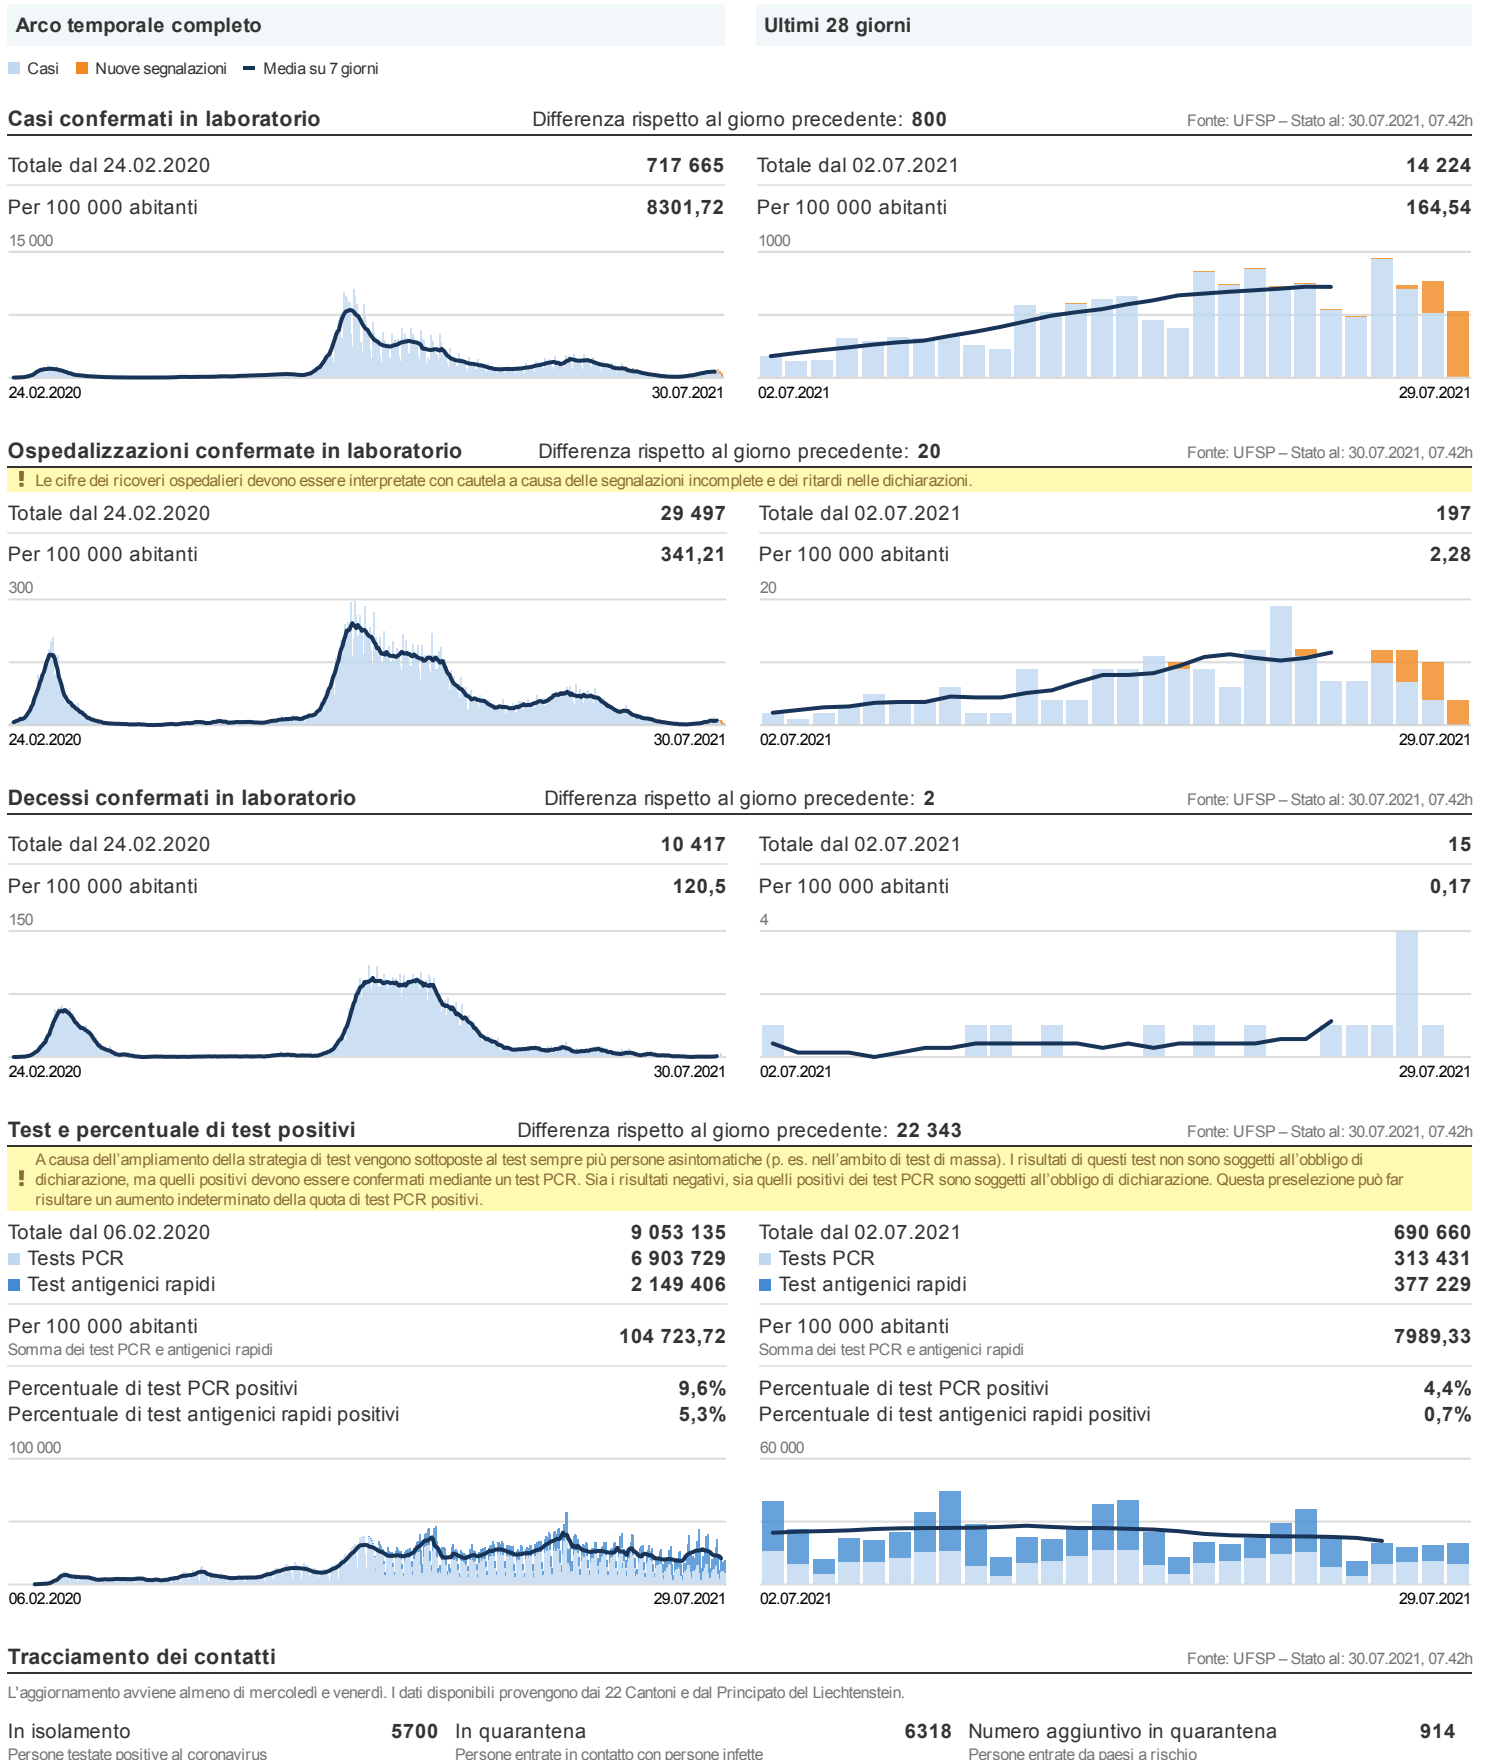 Arco temporale completo
Ultimi 28 giorni
Casi Nuove segnalazioni Media su 7 giorni
Casi confermati in laboratorio Differenza rispetto al giorno precedente: 800 Fonte: UFSP – Stato al: 30.07.2021, 07.42h
Totale dal 24.02.2020 717 665
Per 100 000 abitanti 8301,72
15 000
24.02.2020 30.07.2021
Totale dal 02.07.2021 14 224
Per 100 000 abitanti 164,54
1000
02.07.2021 29.07.2021
Ospedalizzazioni confermate in laboratorio Differenza rispetto al giorno precedente: 20 Fonte: UFSP – Stato al: 30.07.2021, 07.42h
! Le cifre dei ricoveri ospedalieri devono essere interpretate con cautela a causa delle segnalazioni incomplete e dei ritardi nelle dichiarazioni.
Totale dal 24.02.2020 29 497
Per 100 000 abitanti 341,21
300
24.02.2020 30.07.2021
Totale dal 02.07.2021 197
Per 100 000 abitanti 2,28
20
02.07.2021 29.07.2021
Decessi confermati in laboratorio Differenza rispetto al giorno precedente: 2 Fonte: UFSP – Stato al: 30.07.2021, 07.42h
Totale dal 24.02.2020 10 417
Per 100 000 abitanti 120,5
150
24.02.2020 30.07.2021
Totale dal 02.07.2021 15
Per 100 000 abitanti 0,17
4
02.07.2021 29.07.2021
Test e percentuale di test positivi Differenza rispetto al giorno precedente: 22 343 Fonte: UFSP – Stato al: 30.07.2021, 07.42h
A causa dell'ampliamento della strategia di test vengono sottoposte al test sempre più persone asintomatiche (p. es. nell'ambito di test di massa). I risultati di questi test non sono soggetti all'obbligo di
! dichiarazione, ma quelli positivi devono essere confermati mediante un test PCR. Sia i risultati negativi, sia quelli positivi dei test PCR sono soggetti all'obbligo di dichiarazione. Questa preselezione può far
risultare un aumento indeterminato della quota di test PCR positivi.
Totale dal 06.02.2020 9 053 135
Tests PCR 6 903 729
Test antigenici rapidi 2 149 406
Per 100 000 abitanti 104 723,72
Somma dei test PCR e antigenici rapidi
Percentuale di test PCR positivi 9,6%
Percentuale di test antigenici rapidi positivi 5,3%
100 000
06.02.2020 29.07.2021
Totale dal 02.07.2021 690 660
Tests PCR 313 431
Test antigenici rapidi 377 229
Per 100 000 abitanti 7989,33
Somma dei test PCR e antigenici rapidi
Percentuale di test PCR positivi 4,4%
Percentuale di test antigenici rapidi positivi 0,7%
60 000
02.07.2021 29.07.2021
Tracciamento dei contatti Fonte: UFSP – Stato al: 30.07.2021, 07.42h
L'aggiornamento avviene almeno di mercoledì e venerdì. I dati disponibili provengono dai 22 Cantoni e dal Principato del Liechtenstein.
In isolamento 5700
Persone testate positive al coronavirus
In quarantena 6318
Persone entrate in contatto con persone infette
Numero aggiuntivo in quarantena 914
Persone entrate da paesi a rischio